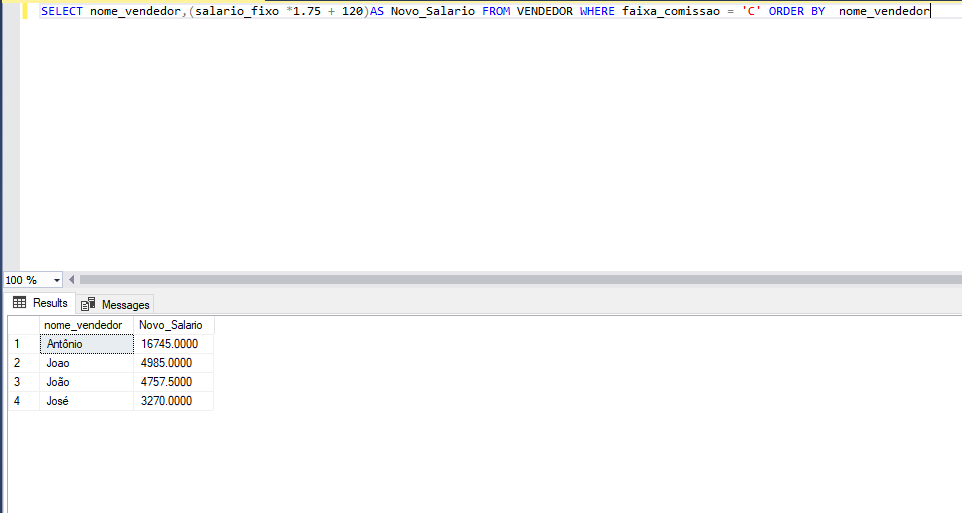 SELECT nome_vendedor,(salario_fixo *1.75 + 120)AS Novo_Salario FROM VENDEDOR WHERE faixa_comissao = 'C' ORDER BY  nome_vendedor
100 %
Results Messages
nome_vendedor Novo_Salario
1 Antônio 16745.0000
2 Joao 4985.0000
3 João 4757.5000
4 José 3270.0000